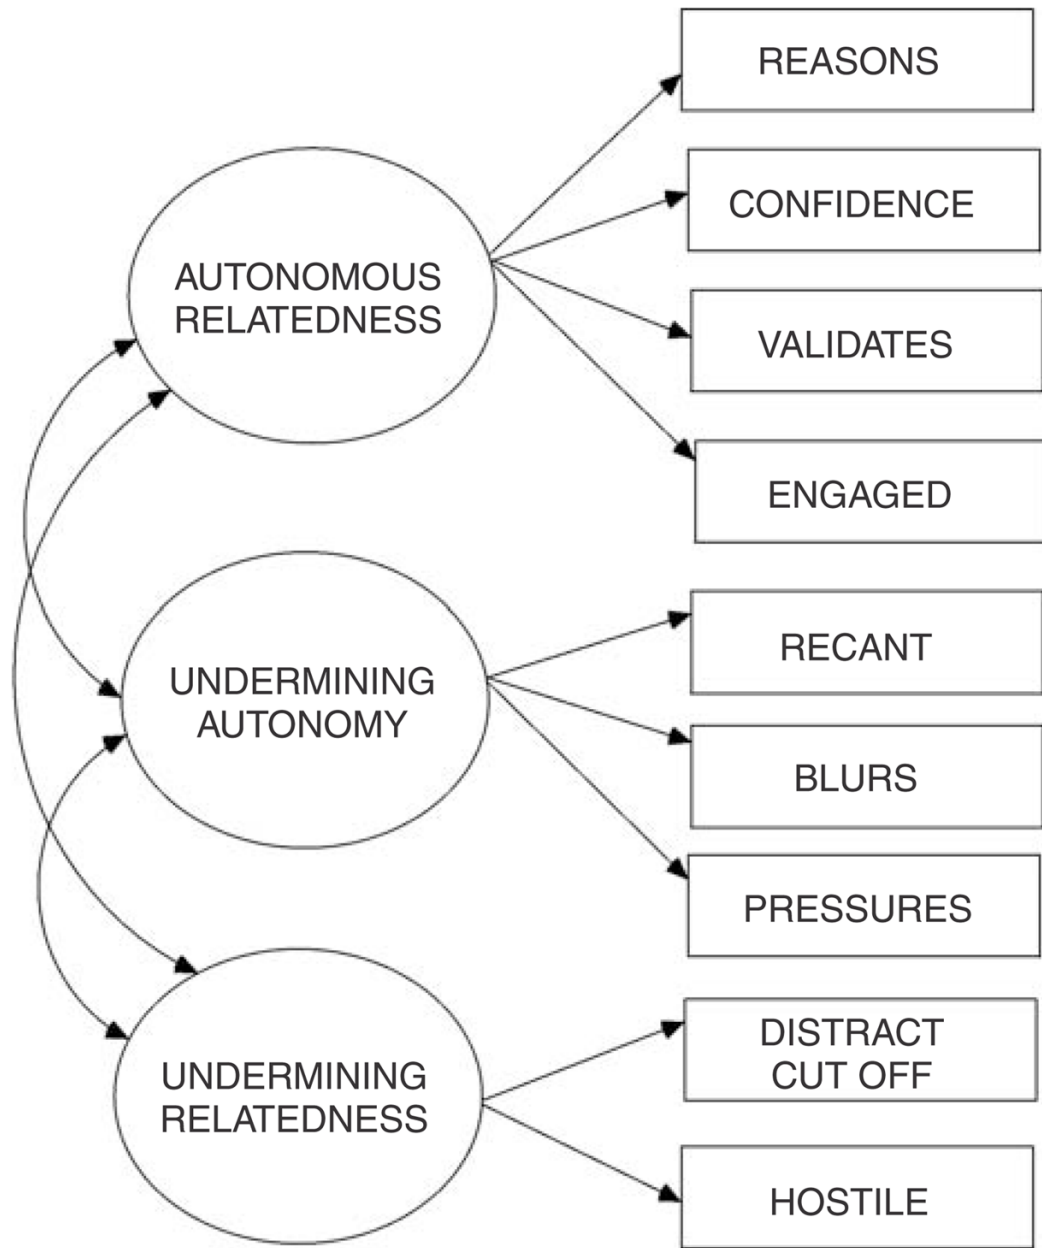 REASONS
CONFIDENCE
AUTONOMOUS
RELATEDNESS
VALIDATES
ENGAGED
RECANT
UNDERMINING
AUTONOMY
BLURS
PRESSURES
DISTRACT
CUT OFF
UNDERMINING
RELATEDNESS
HOSTILE